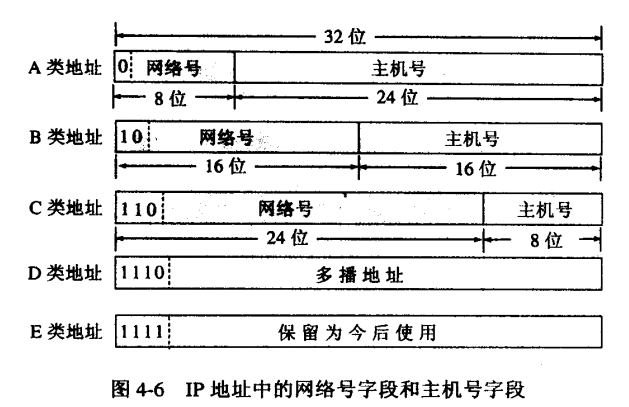 32 位
A 类地址 0 网络号 主机号
8 位 24 位
B 类地址 10 网络号 主机号
16 位 16 位
C 类地址 110 网络号 主机号
24 位 8 位
D 类地址 1110 多播地址
E 类地址 1111 保留为今后使用
图 4-6 IP 地址中的网络号字段和主机号字段